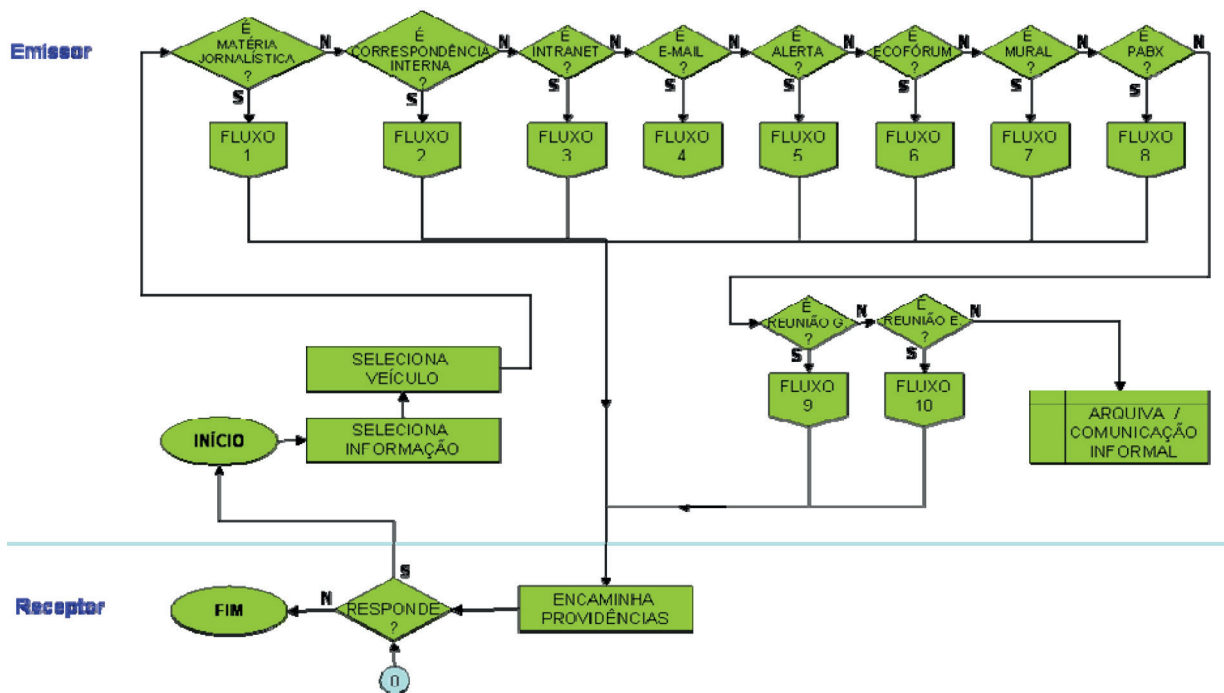 Emissor
É
MATÉRIA
JORNALÍSTICA
?
N
S
É
CORRESPONDÊNCIA
INTERNA
?
N
S
É
INTRANET
?
N
S
É
E-MAIL
?
N
S
É
ALERTA
?
N
S
É
ECOFÓRUM
?
N
S
É
MURAL
?
N
S
É
PABX
?
N
S
FLUXO
1
FLUXO
2
FLUXO
3
FLUXO
4
FLUXO
5
FLUXO
6
FLUXO
7
FLUXO
8
É
REUNIÃO G.
?
N
S
É
REUNIÃO E.
?
N
S
FLUXO
9
FLUXO
10
ARQUIVA /
COMUNICAÇÃO
INFORMAL
SELECIONA
VEÍCULO
SELECIONA
INFORMAÇÃO
INÍCIO
Receptor
FIM
N
S
RESPONDE
?
ENCAMINHA
PROVIDÊNCIAS
0